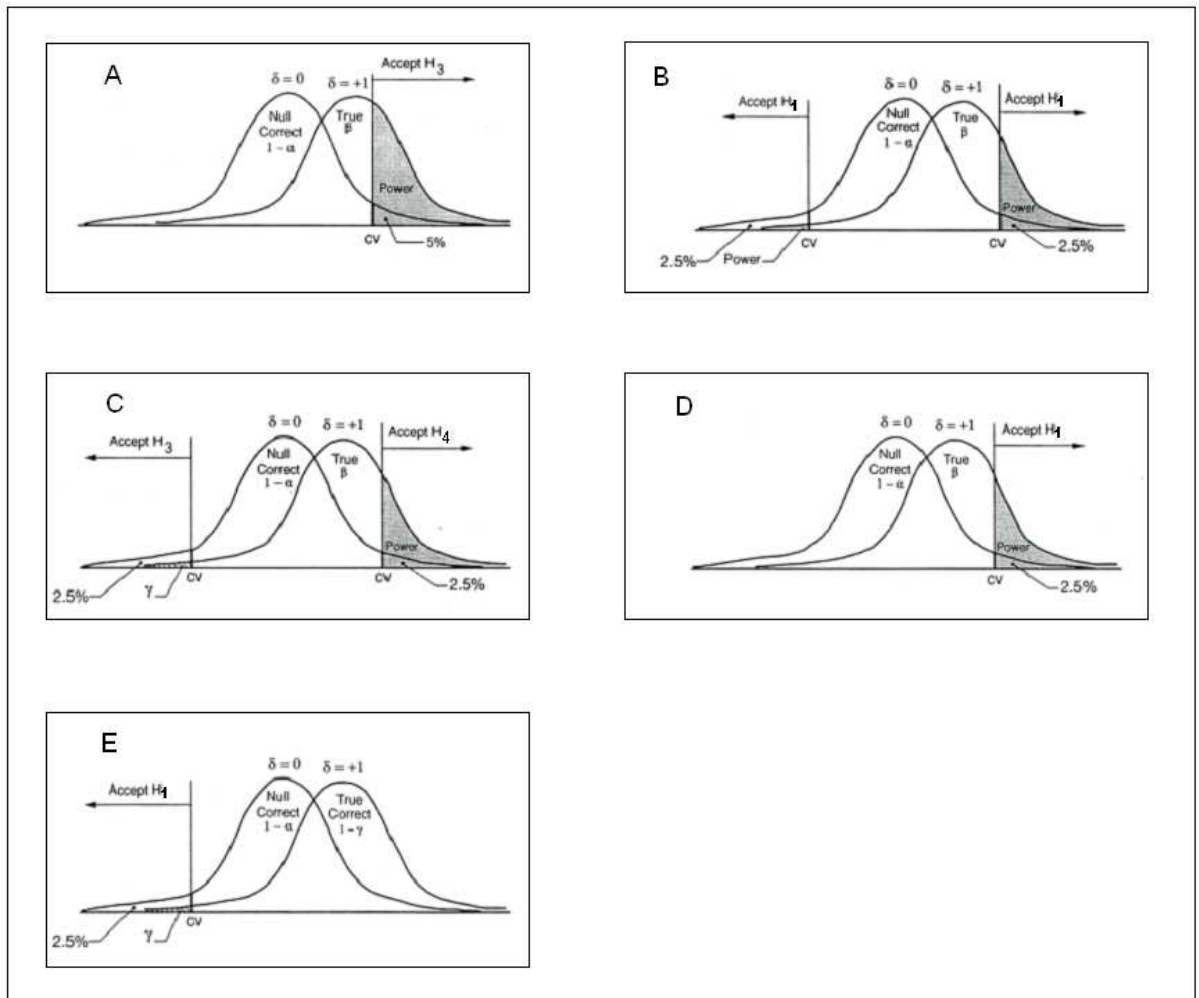 A
δ=0
δ=+1
Accept H3
Null
Correct
1-α
True
β
Power
CV
5%
B
δ=0
δ=+1
Accept H1
Accept H1
Null
Correct
1-α
True
β
Power
CV
CV
2.5%
Power
2.5%
C
δ=0
δ=+1
Accept H3
Accept H4
Null
Correct
1-α
True
β
Power
CV
CV
2.5%
γ
2.5%
D
δ=0
δ=+1
Accept H1
Null
Correct
1-α
True
β
Power
CV
2.5%
E
δ=0
δ=+1
Accept H1
Null
Correct
1-α
True
Correct
1-γ
CV
2.5%
γ